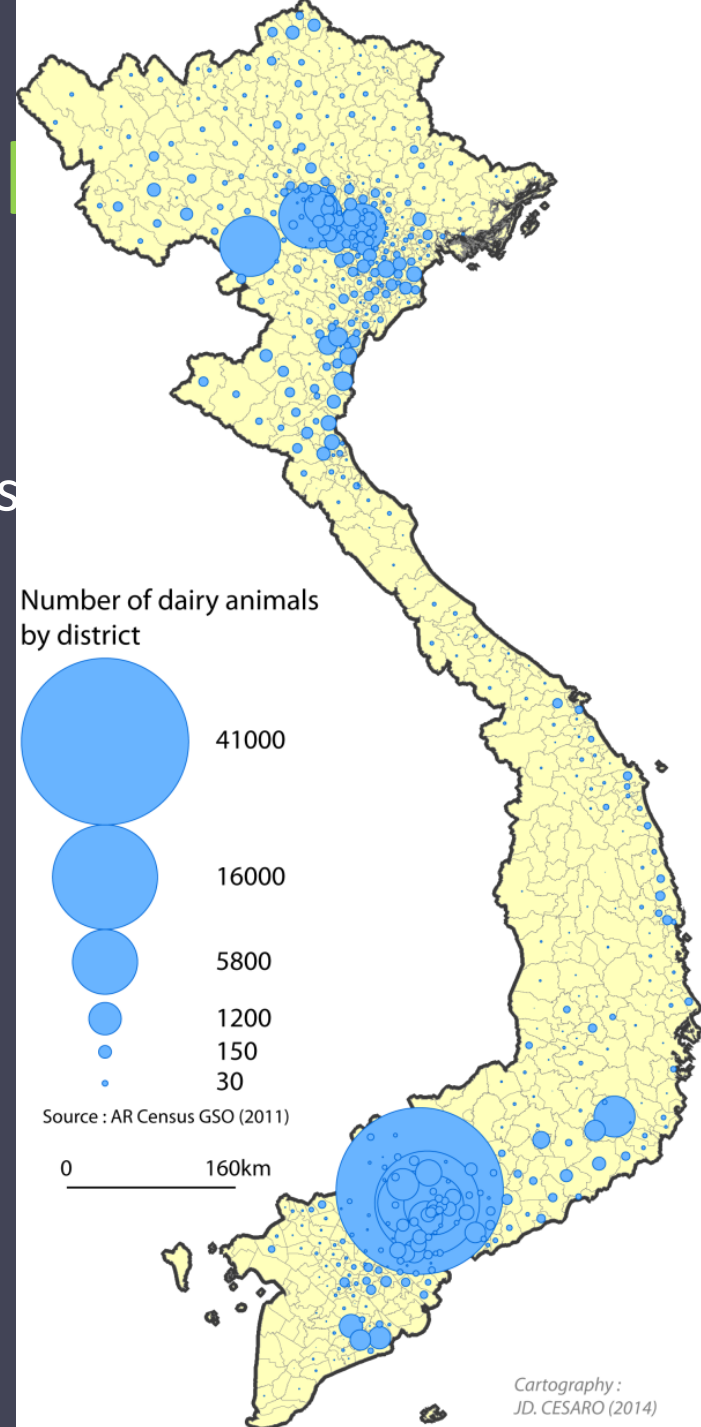 s
Number of dairy animals
by district
41000
16000
5800
1200
150
30
Source : AR Census GSO (2011)
0 160km
Cartography :
JD. CESARO (2014)